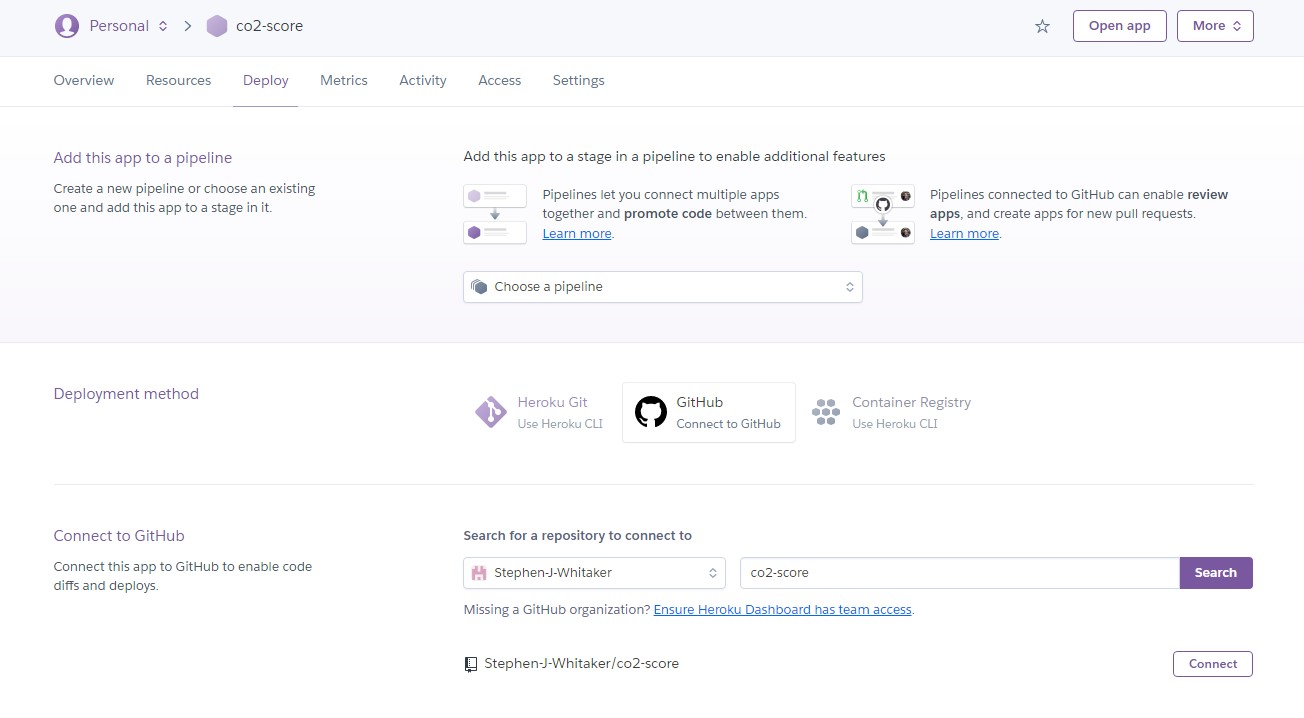 Personal co2-score Open app More
Overview Resources Deploy Metrics Activity Access Settings
Add this app to a pipeline
Create a new pipeline or choose an existing
one and add this app to a stage in it.
Add this app to a stage in a pipeline to enable additional features
Pipelines let you connect multiple apps
together and promote code between them.
Learn more.
Pipelines connected to GitHub can enable review
apps, and create apps for new pull requests.
Learn more.
Choose a pipeline
Deployment method
Heroku Git
Use Heroku CLI
GitHub
Connect to GitHub
Container Registry
Use Heroku CLI
Connect to GitHub
Connect this app to GitHub to enable code
diffs and deploys.
Search for a repository to connect to
Stephen-J-Whitaker co2-score Search
Missing a GitHub organization? Ensure Heroku Dashboard has team access.
Stephen-J-Whitaker/co2-score Connect